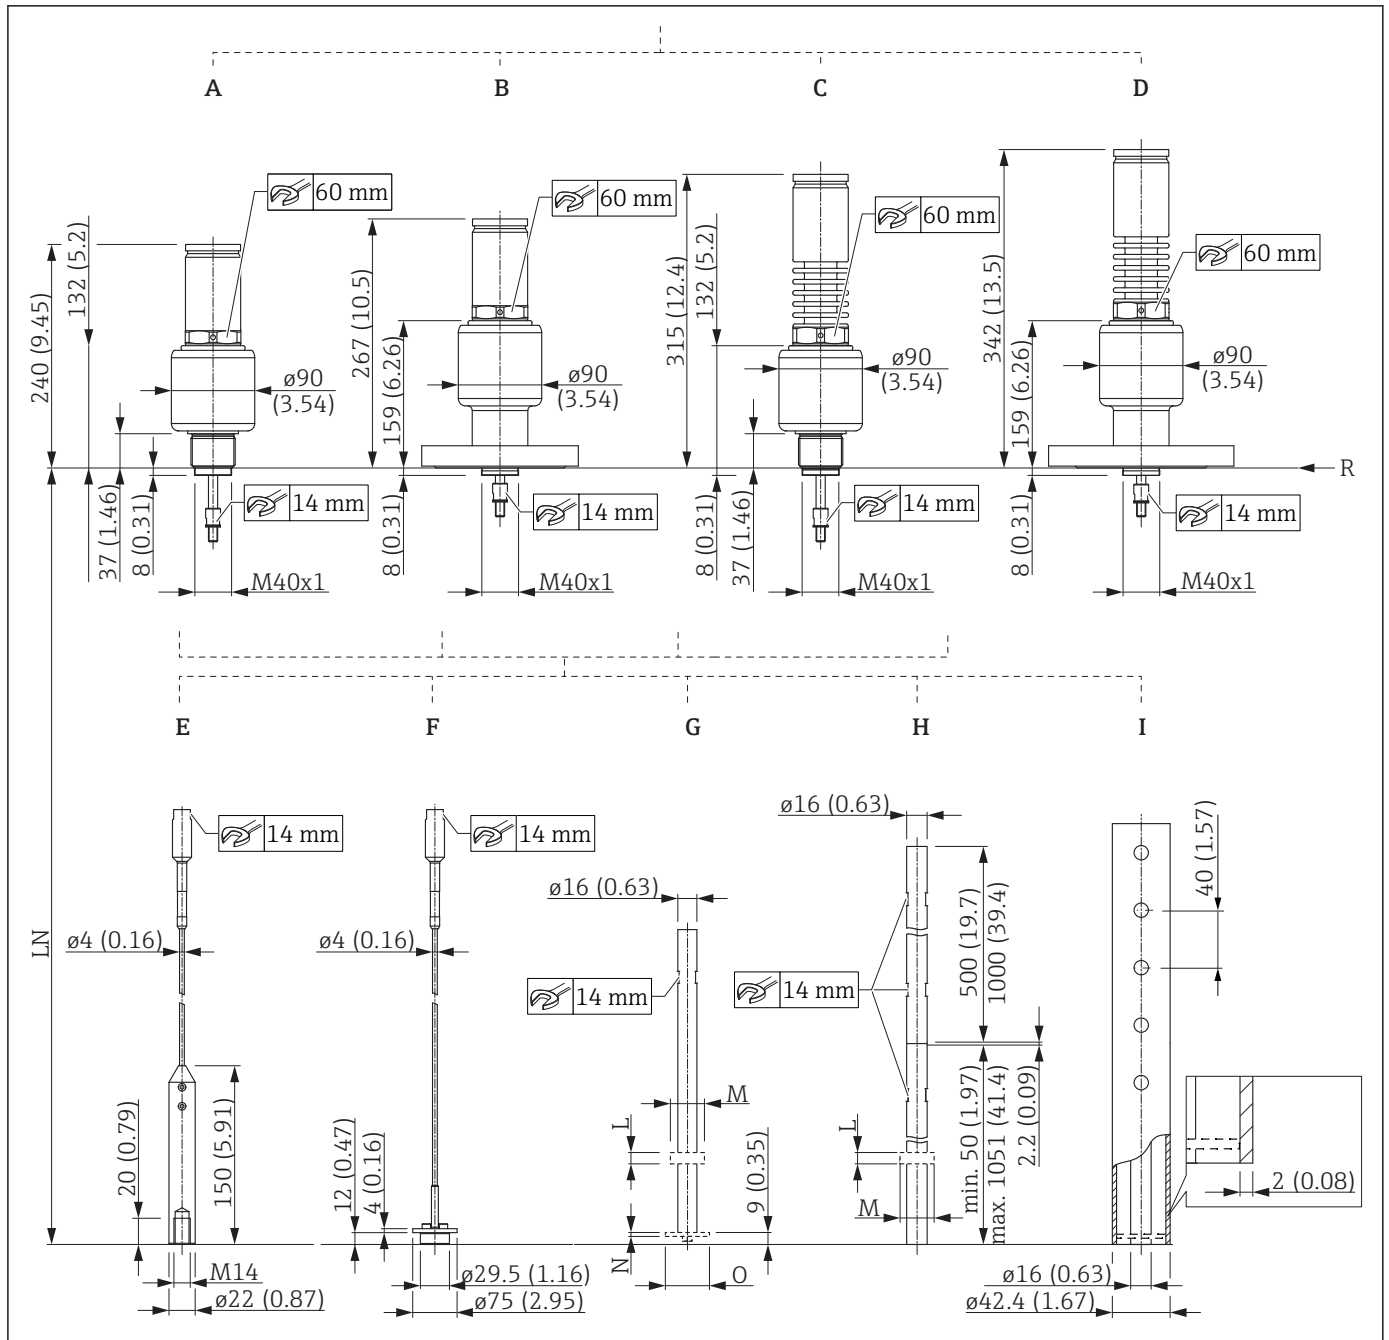 A
B
C
D
60 mm
60 mm
60 mm
60 mm
240 (9.45)
132 (5.2)
267 (10.5)
159 (6.26)
315 (12.4)
132 (5.2)
342 (13.5)
159 (6.26)
ø90
(3.54)
ø90
(3.54)
ø90
(3.54)
ø90
(3.54)
R
37 (1.46)
8 (0.31)
14 mm
8 (0.31)
14 mm
8 (0.31)
37 (1.46)
14 mm
8 (0.31)
14 mm
M40x1
M40x1
M40x1
M40x1
E
F
G
H
I
LN
14 mm
14 mm
ø16 (0.63)
ø16 (0.63)
40 (1.57)
ø4 (0.16)
ø4 (0.16)
14 mm
14 mm
500 (19.7)
1000 (39.4)
20 (0.79)
150 (5.91)
12 (0.47)
4 (0.16)
L
M
N
O
9 (0.35)
L
M
min. 50 (1.97)
max. 1051 (41.4)
2.2 (0.09)
2 (0.08)
M14
ø22 (0.87)
ø29.5 (1.16)
ø75 (2.95)
ø16 (0.63)
ø42.4 (1.67)